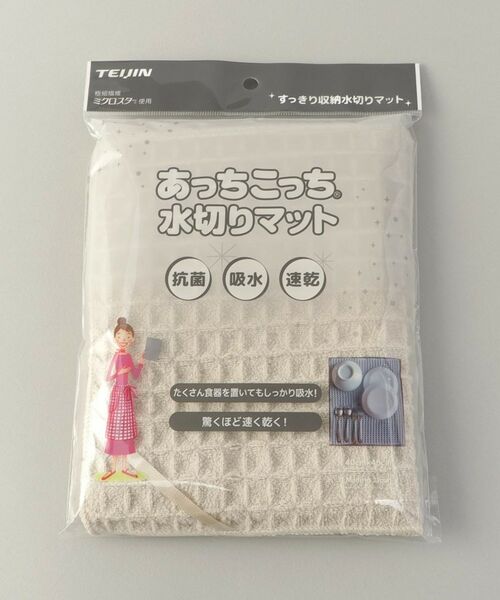 TEIJIN
極細繊維
ミクロスター®使用
すっきり収納水切りマット
あっちこっち®
水切りマット
抗菌
吸水
速乾
たくさん食器を置いてもしっかり吸水!
驚くほど速く乾く!